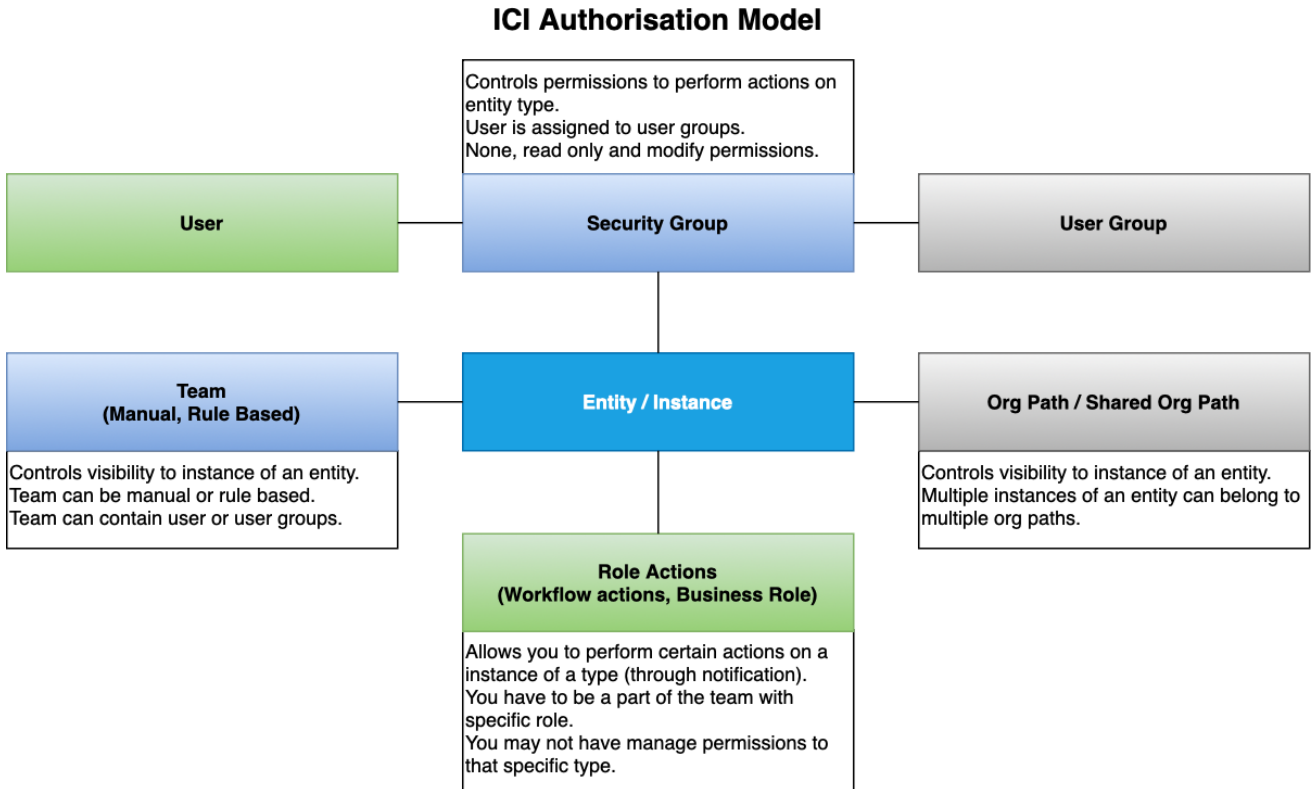 ICI Authorisation Model
Controls permissions to perform actions on
entity type.
User is assigned to user groups.
None, read only and modify permissions.
User
Security Group
User Group
Team
(Manual, Rule Based)
Entity / Instance
Org Path / Shared Org Path
Controls visibility to instance of an entity.
Team can be manual or rule based.
Team can contain user or user groups.
Controls visibility to instance of an entity.
Multiple instances of an entity can belong to
multiple org paths.
Role Actions
(Workflow actions, Business Role)
Allows you to perform certain actions on a
instance of a type (through notification).
You have to be a part of the team with
specific role.
You may not have manage permissions to
that specific type.